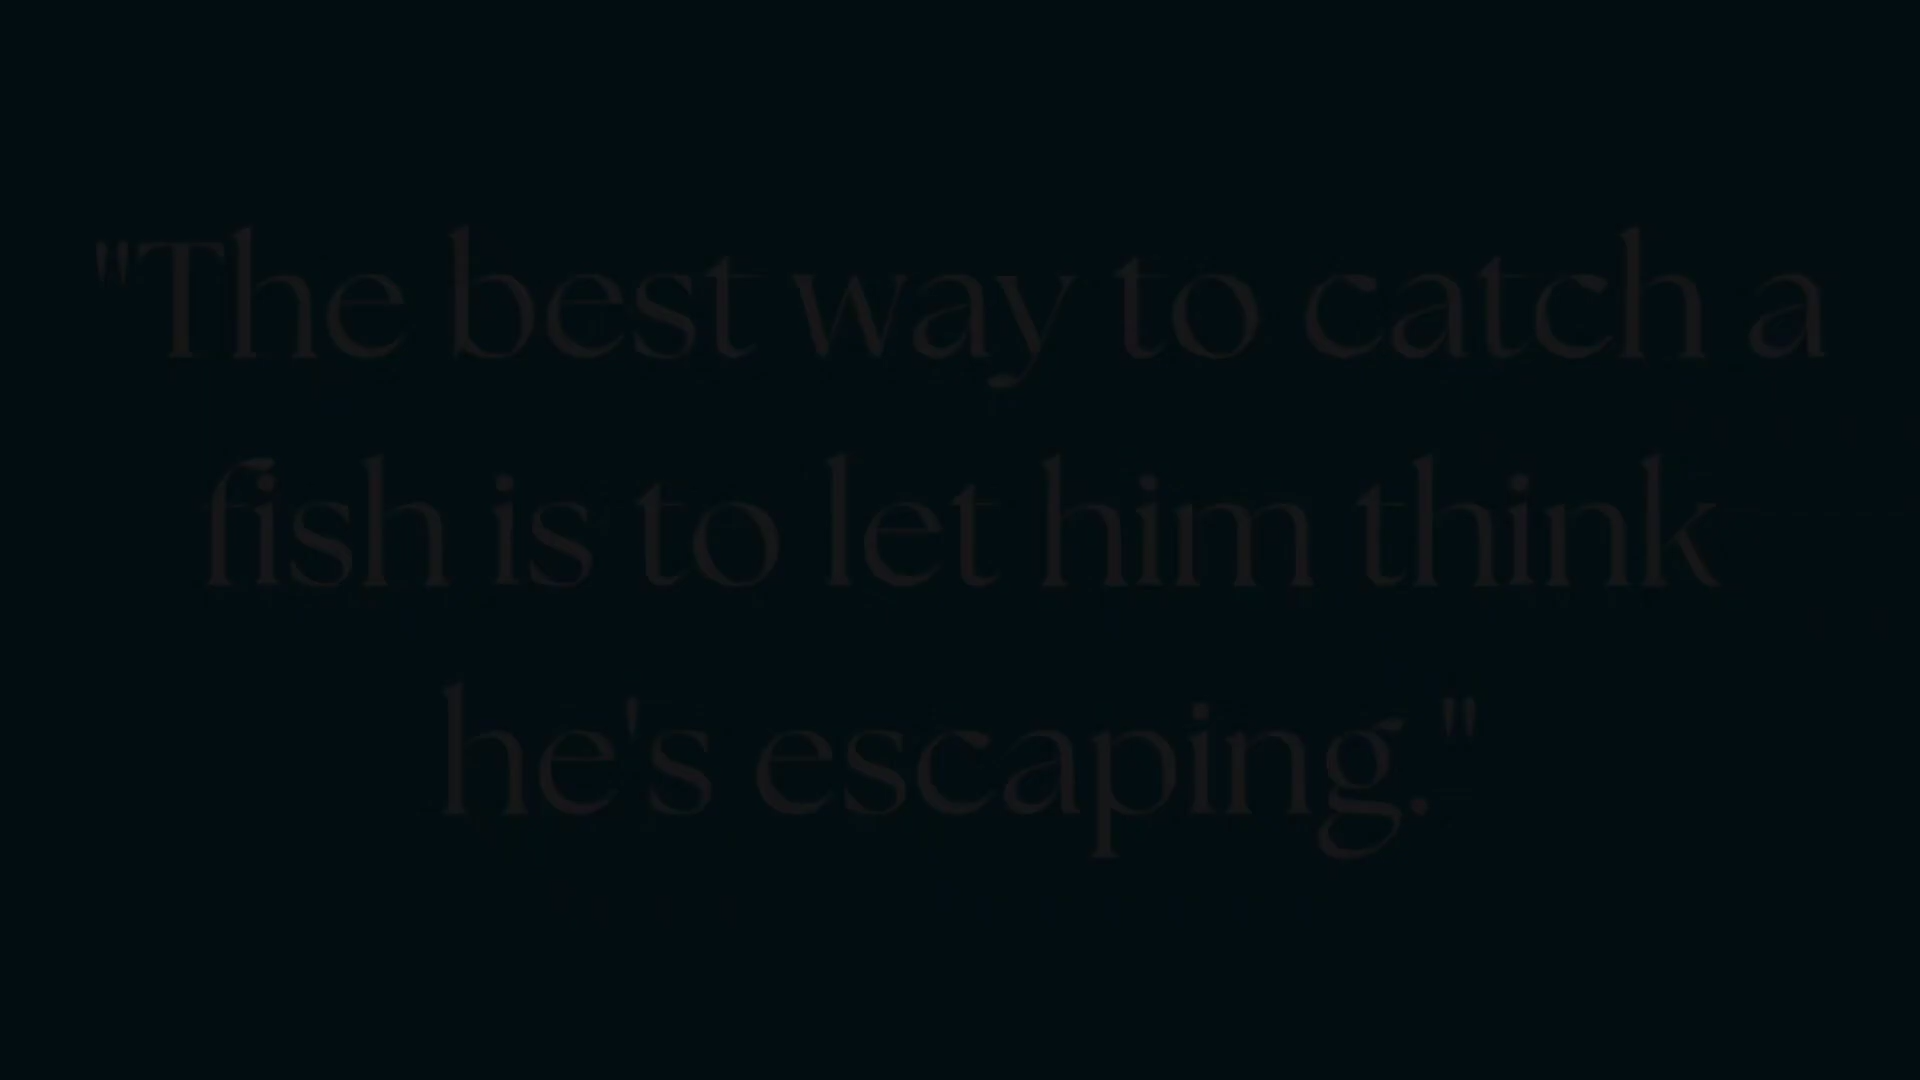 "The best way to catch a
fish is to let him think
he's escaping."